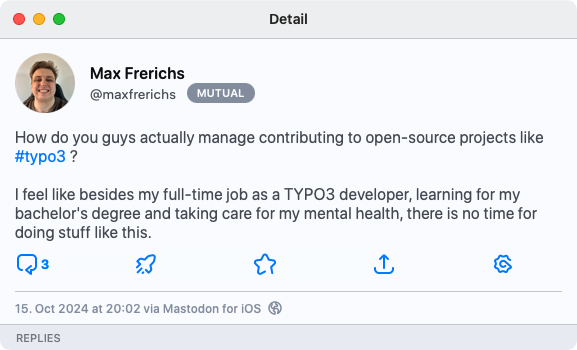 Detail
Max Frerichs
@maxfrerichs MUTUAL
How do you guys actually manage contributing to open-source projects like
#typo3 ?
I feel like besides my full-time job as a TYPO3 developer, learning for my
bachelor's degree and taking care for my mental health, there is no time for
doing stuff like this.
3
15. Oct 2024 at 20:02 via Mastodon for iOS
REPLIES